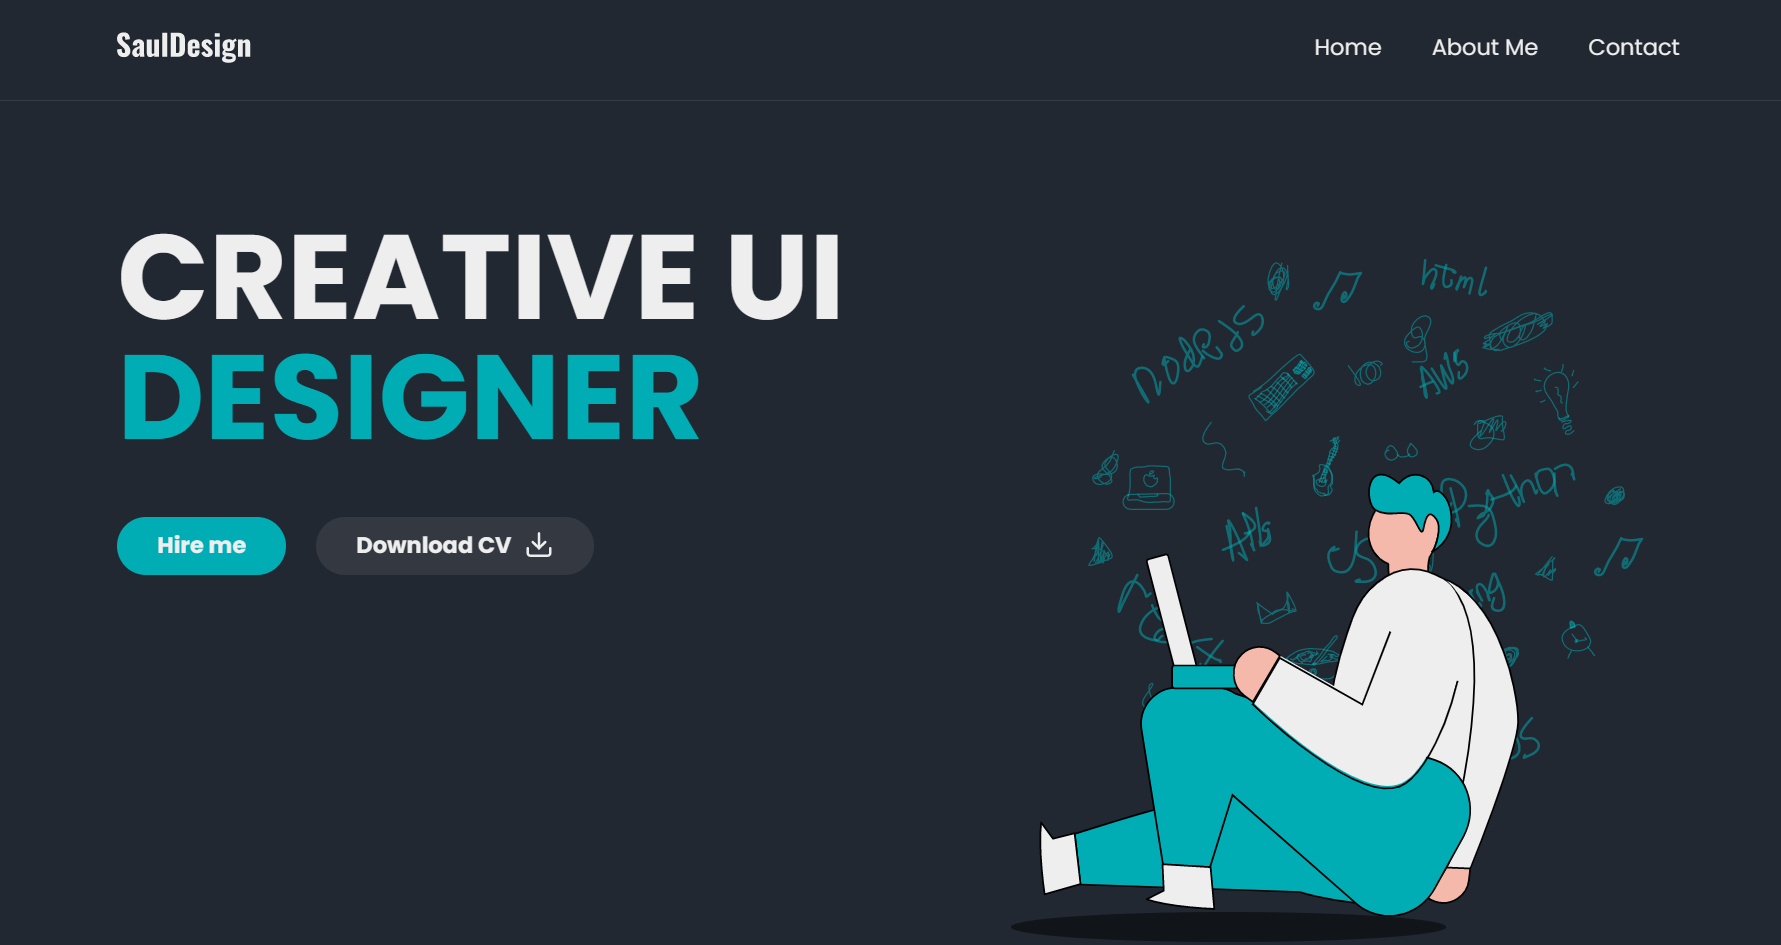 SaulDesign
Home
About Me
Contact
CREATIVE UI
DESIGNER
Hire me
Download CV
html
nodeJS
AWS
Python
APIs